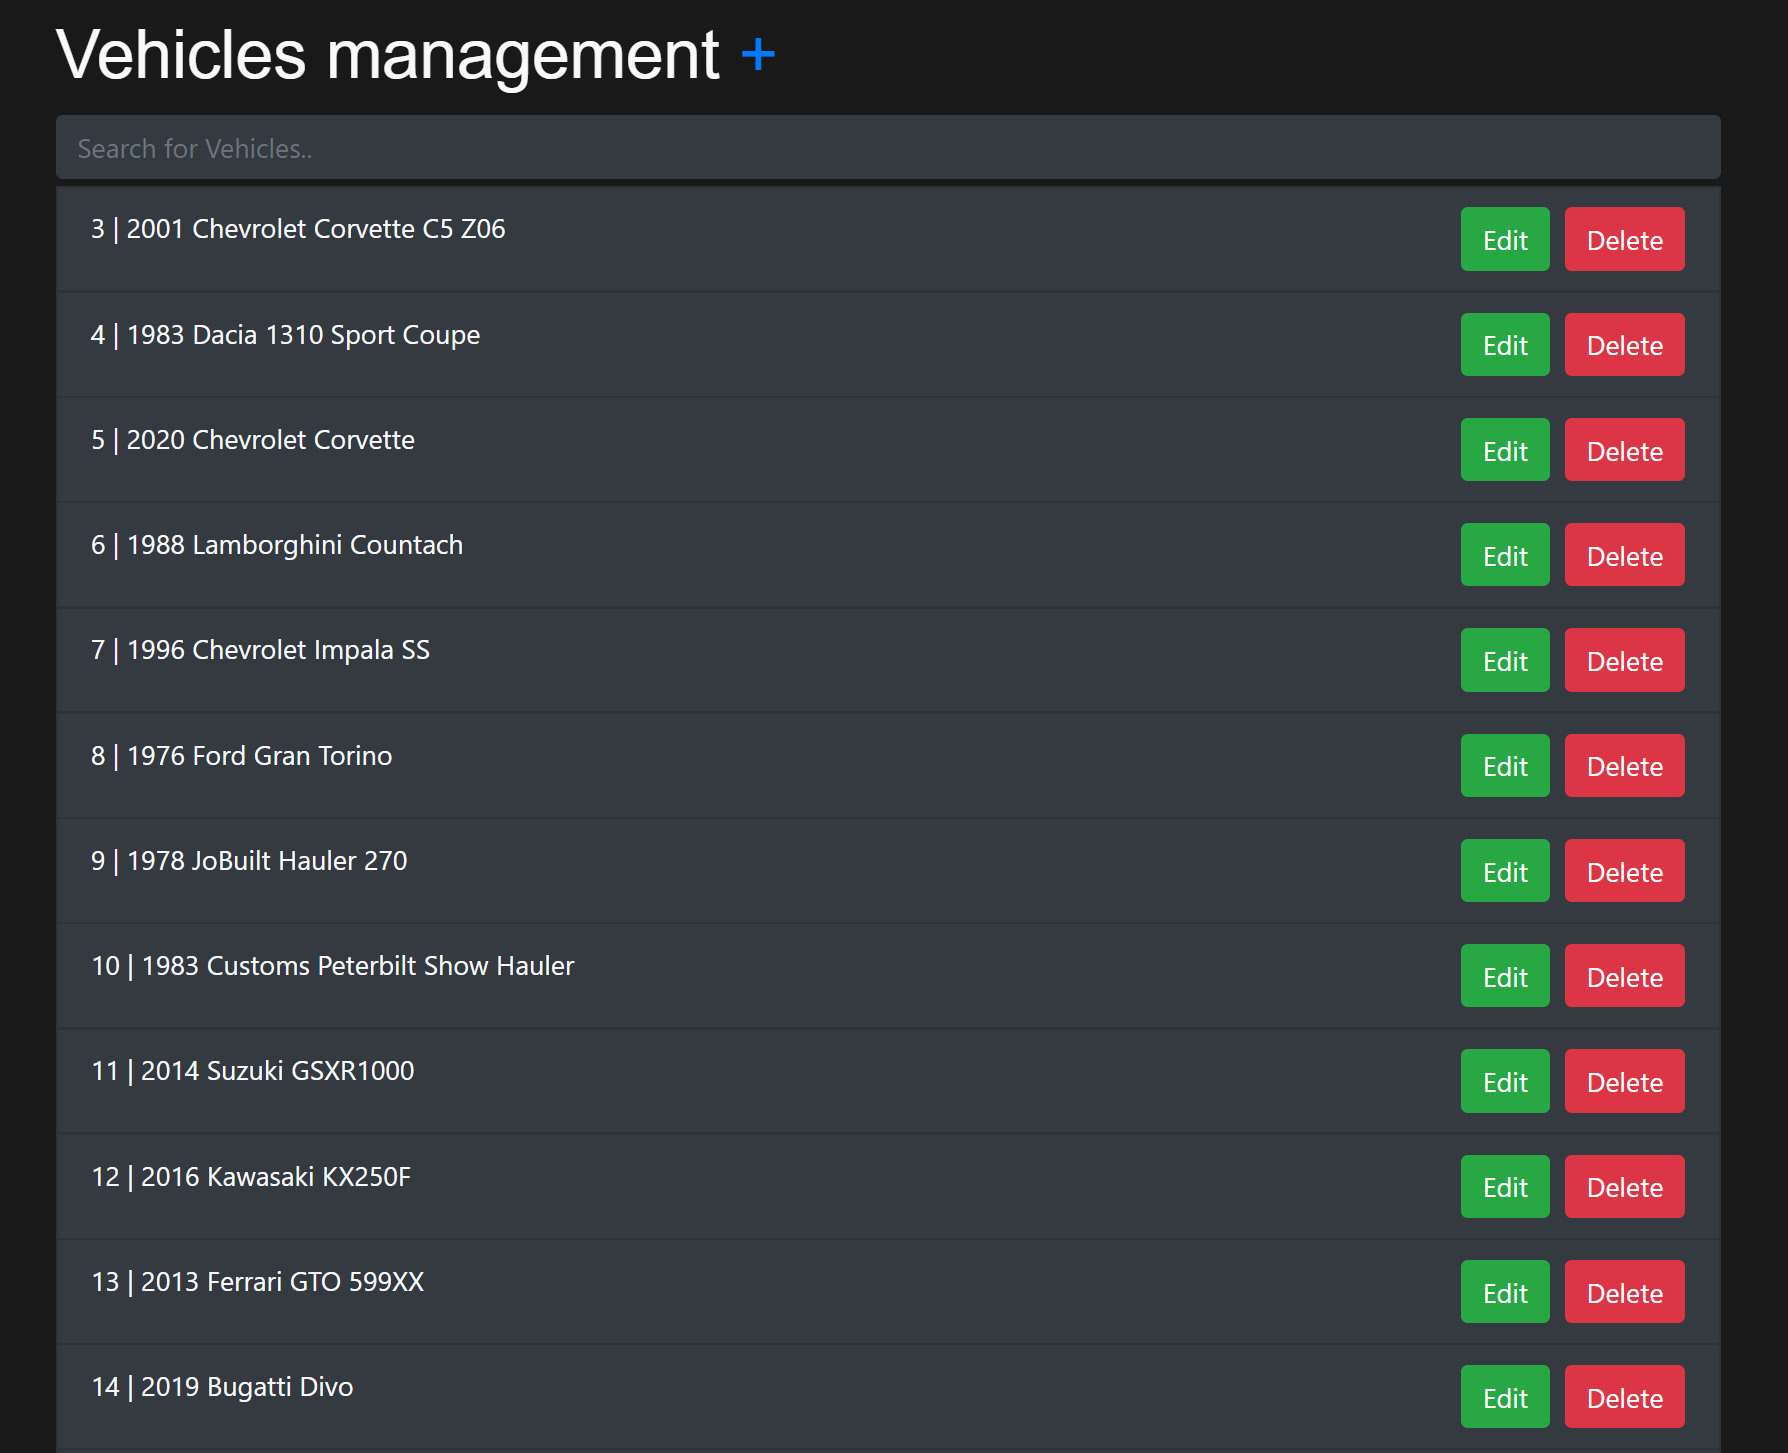 Vehicles management +
Search for Vehicles..
3 | 2001 Chevrolet Corvette C5 Z06 Edit Delete
4 | 1983 Dacia 1310 Sport Coupe Edit Delete
5 | 2020 Chevrolet Corvette Edit Delete
6 | 1988 Lamborghini Countach Edit Delete
7 | 1996 Chevrolet Impala SS Edit Delete
8 | 1976 Ford Gran Torino Edit Delete
9 | 1978 JoBuilt Hauler 270 Edit Delete
10 | 1983 Customs Peterbilt Show Hauler Edit Delete
11 | 2014 Suzuki GSXR1000 Edit Delete
12 | 2016 Kawasaki KX250F Edit Delete
13 | 2013 Ferrari GTO 599XX Edit Delete
14 | 2019 Bugatti Divo Edit Delete